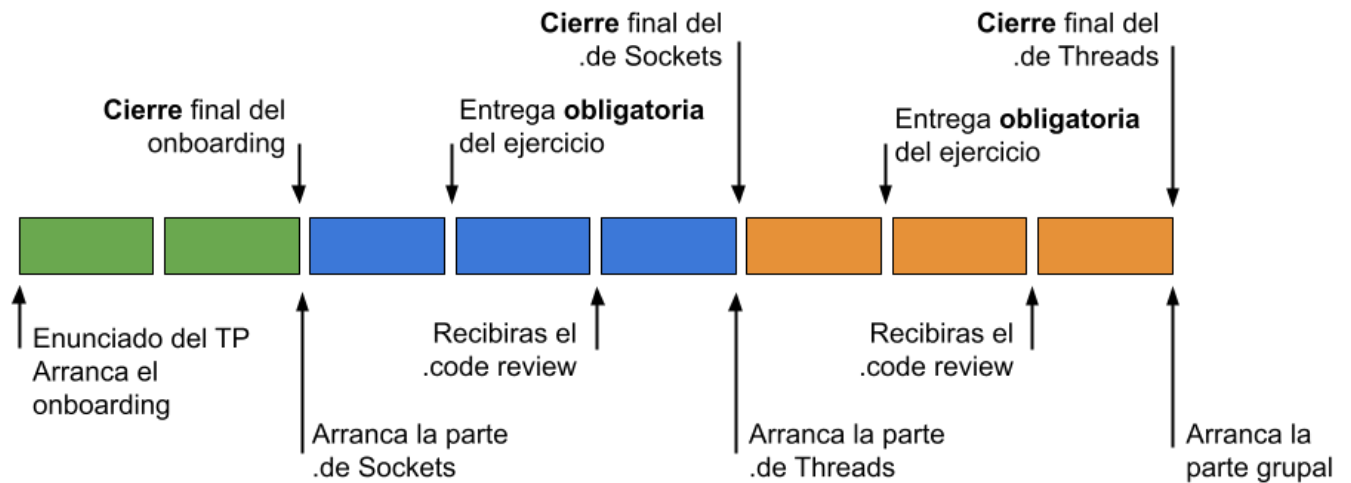 Cierre final del
.de Sockets
Cierre final del
.de Threads
Cierre final del
onboarding
Entrega obligatoria
del ejercicio
Entrega obligatoria
del ejercicio
Enunciado del TP
Arranca el
onboarding
Recibiras el
.code review
Recibiras el
.code review
Arranca la parte
.de Sockets
Arranca la parte
.de Threads
Arranca la
parte grupal